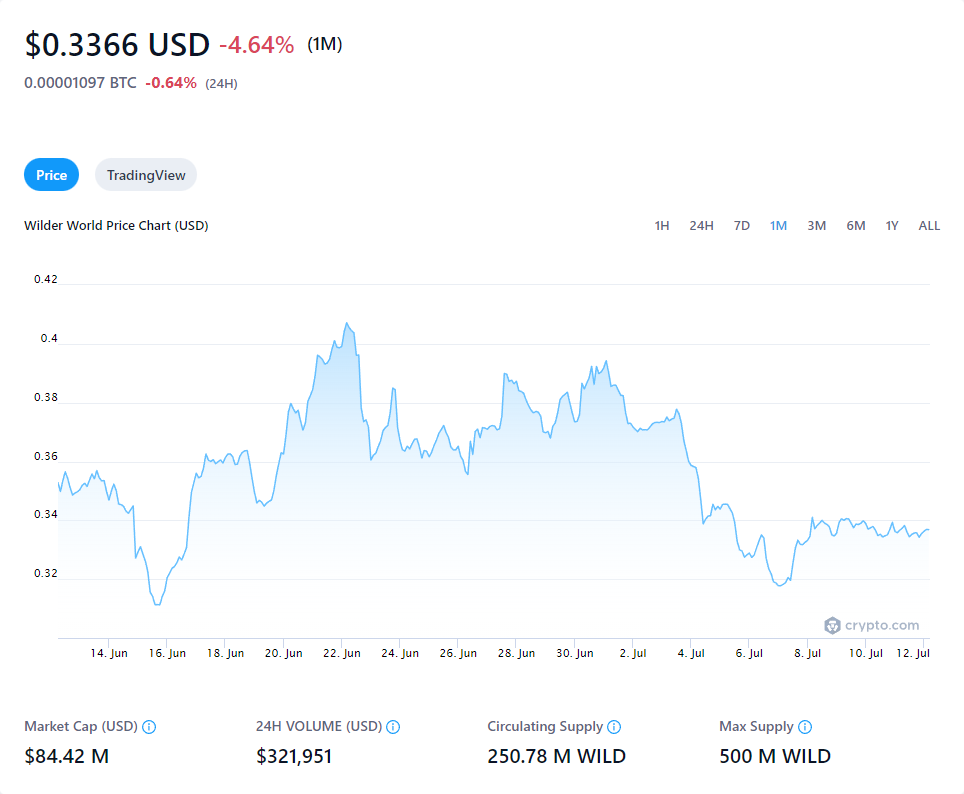 $0.3366 USD -4.64% (1M)
0.00001097 BTC -0.64% (24H)
Price TradingView
Wilder World Price Chart (USD) 1H 24H 7D 1M 3M 6M 1Y ALL
0.42
0.4
0.38
0.36
0.34
0.32
crypto.com
14. Jun 16. Jun 18. Jun 20. Jun 22. Jun 24. Jun 26. Jun 28. Jun 30. Jun 2. Jul 4. Jul 6. Jul 8. Jul 10. Jul 12. Jul
Market Cap (USD) 24H VOLUME (USD) Circulating Supply Max Supply
$84.42 M $321,951 250.78 M WILD 500 M WILD